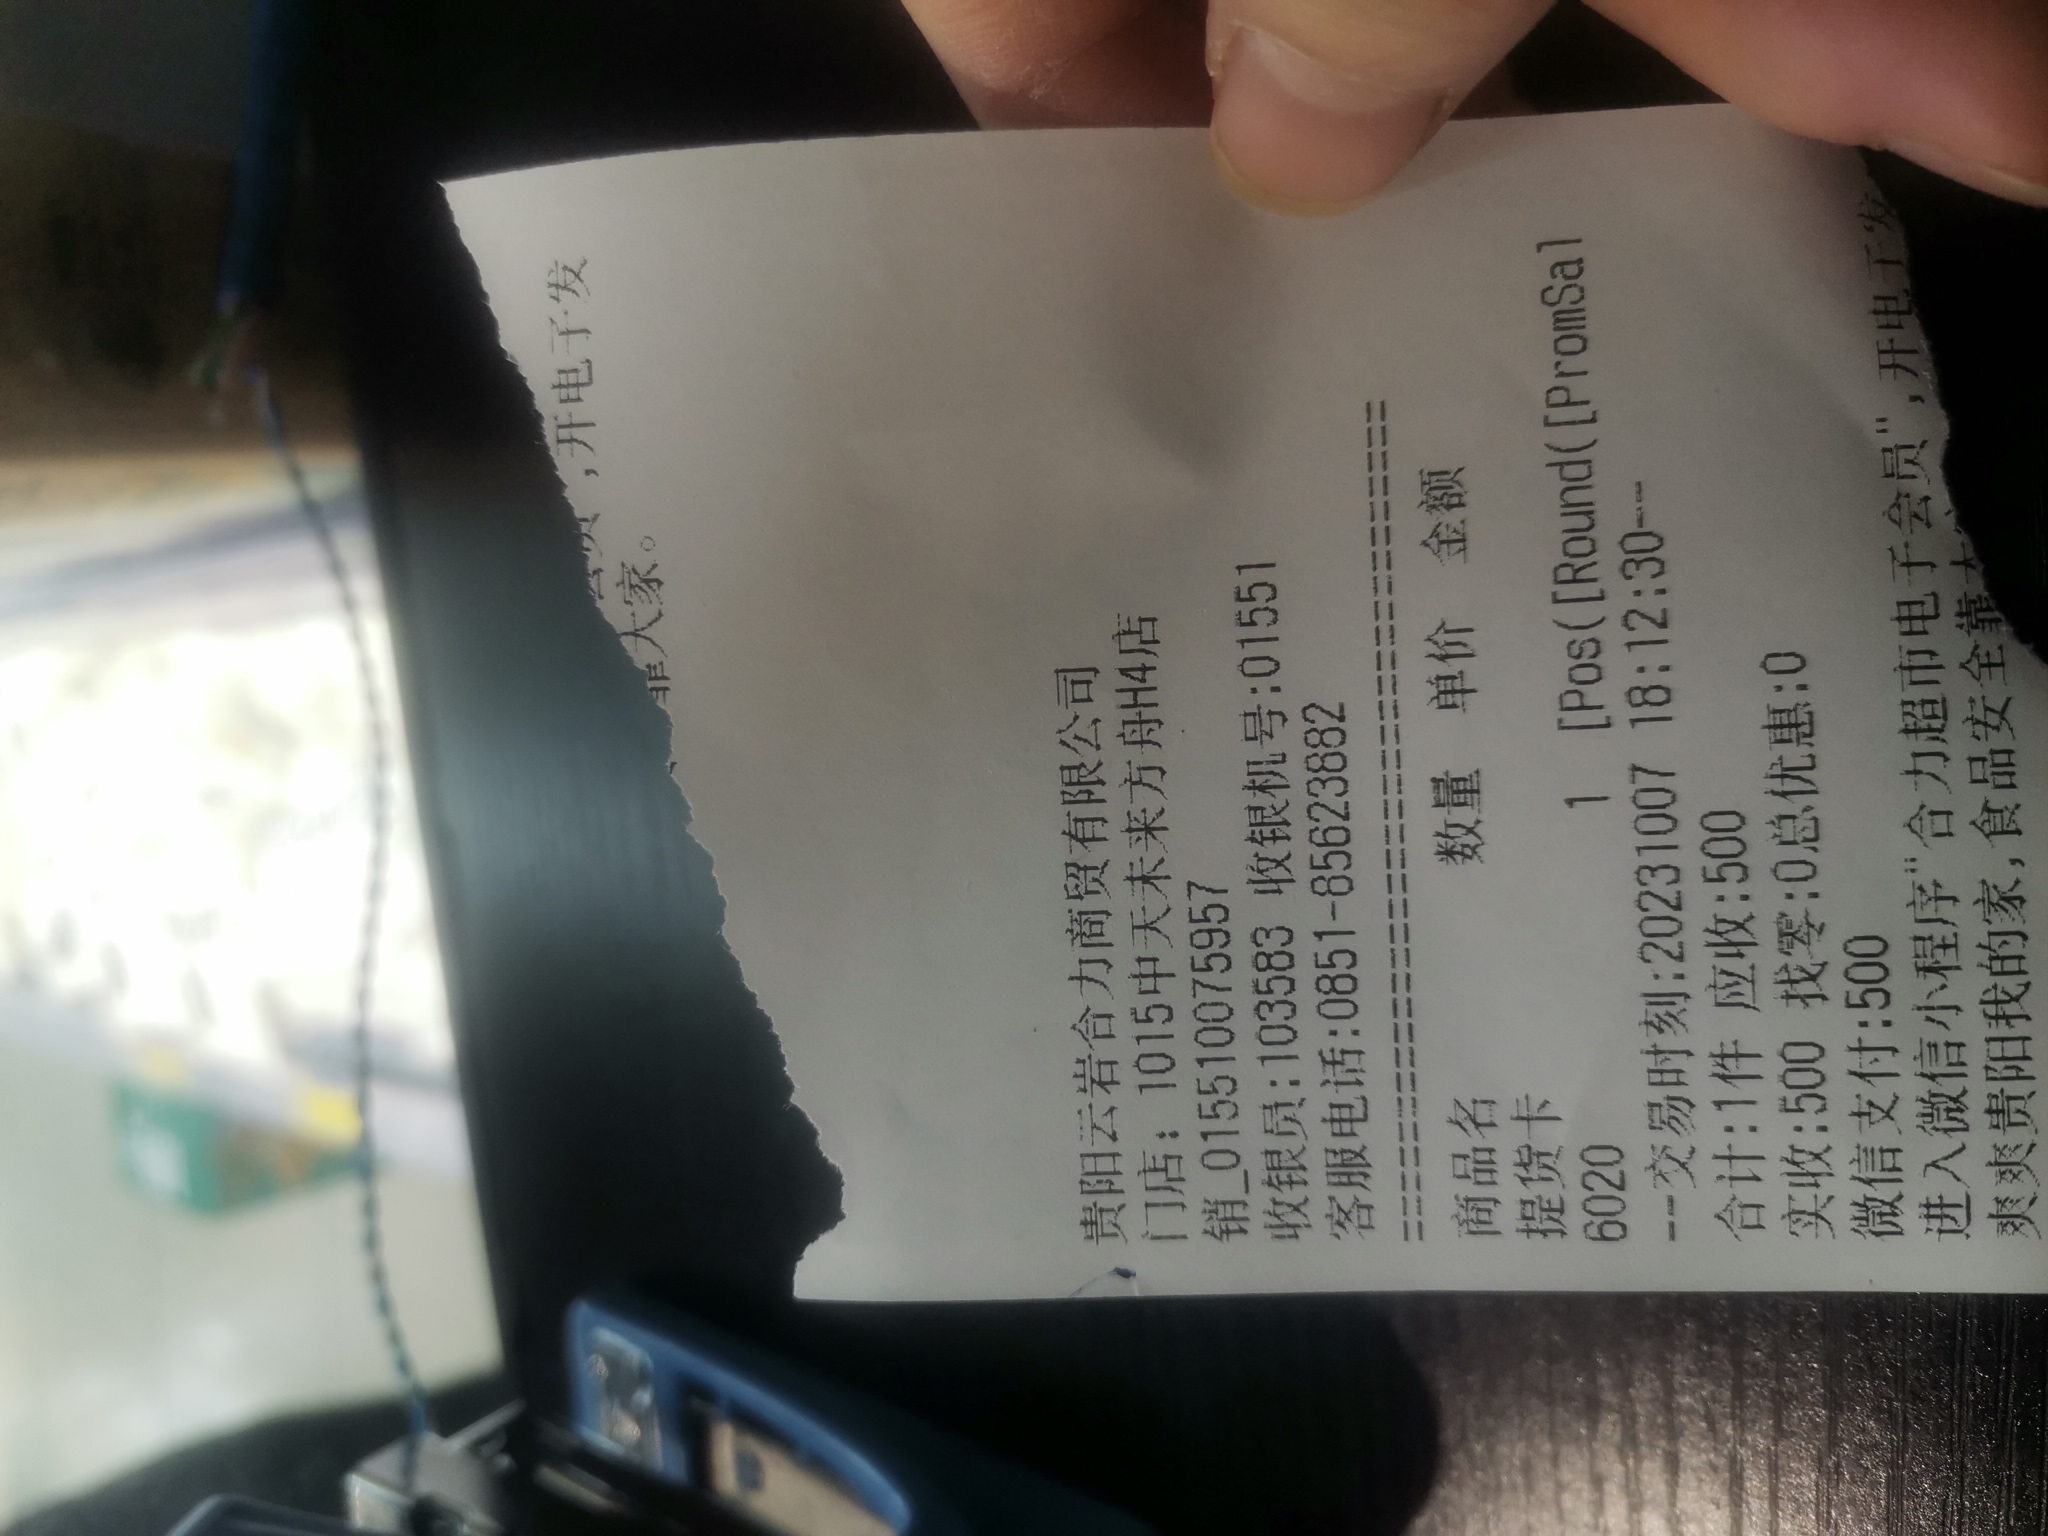 ,开电子发
大家。
贵阳云岩合力商贸有限公司
门店: 1015中天未来方舟H4店
销_015510075957
收银员:103583 收银机号:01551
客服电话:0851-85623882
========================================
商品名 数量 单价 金额
提货卡
6020 1 [Pos([Round([PromSal
--交易时刻:20231007 18:12:30--
合计:1件 应收:500
实收:500 找零:0总优惠:0
微信支付:500
进入微信小程序"合力超市电子会员",开电子发
爽爽贵阳我的家,食品安全靠